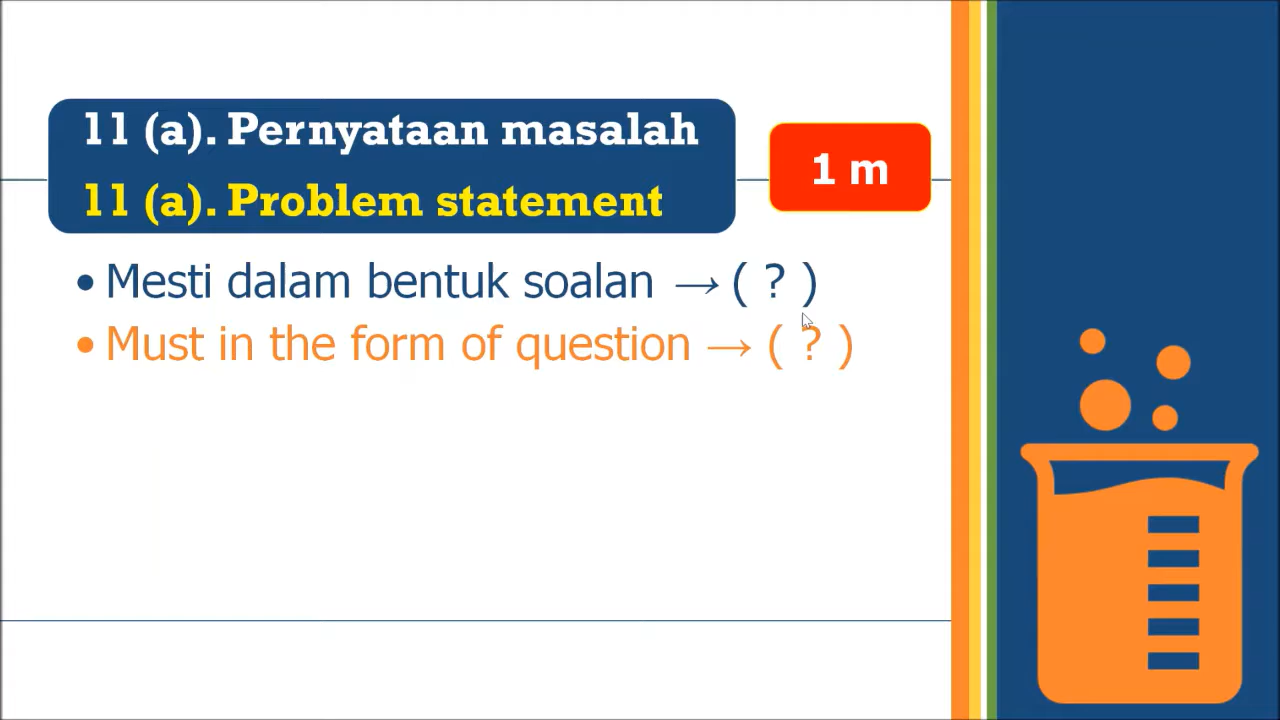 11 (a). Pernyataan masalah
11 (a). Problem statement
1 m
• Mesti dalam bentuk soalan → ( ? )
• Must in the form of question → ( ? )